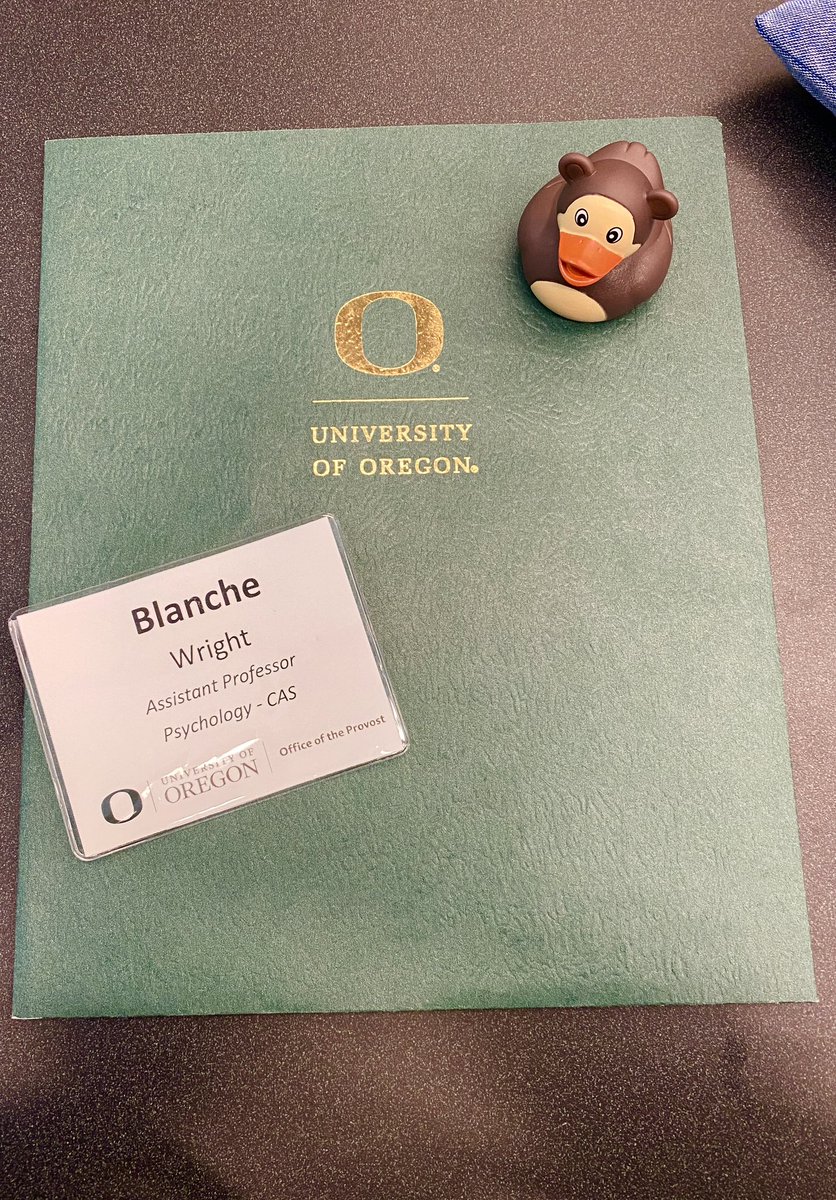 O
UNIVERSITY
OF OREGON®
Blanche
Wright
Assistant Professor
Psychology - CAS
O
UNIVERSITY OF
OREGON
Office of the Provost